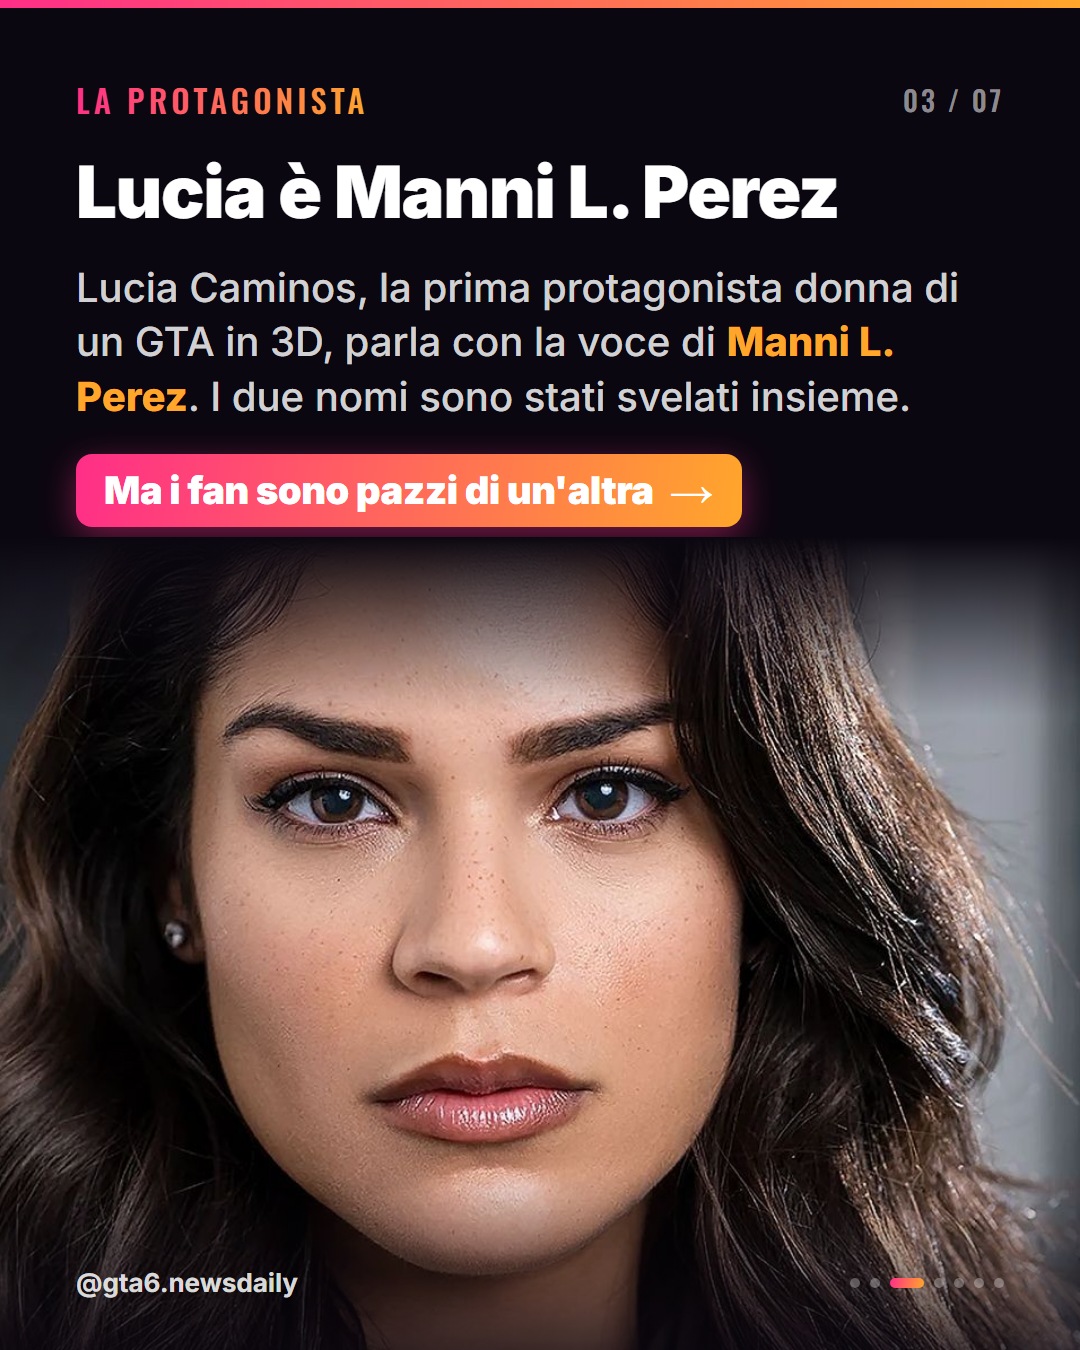 LA PROTAGONISTA
03 / 07
Lucia è Manni L. Perez
Lucia Caminos, la prima protagonista donna di
un GTA in 3D, parla con la voce di Manni L.
Perez. I due nomi sono stati svelati insieme.
Ma i fan sono pazzi di un'altra →
@gta6.newsdaily